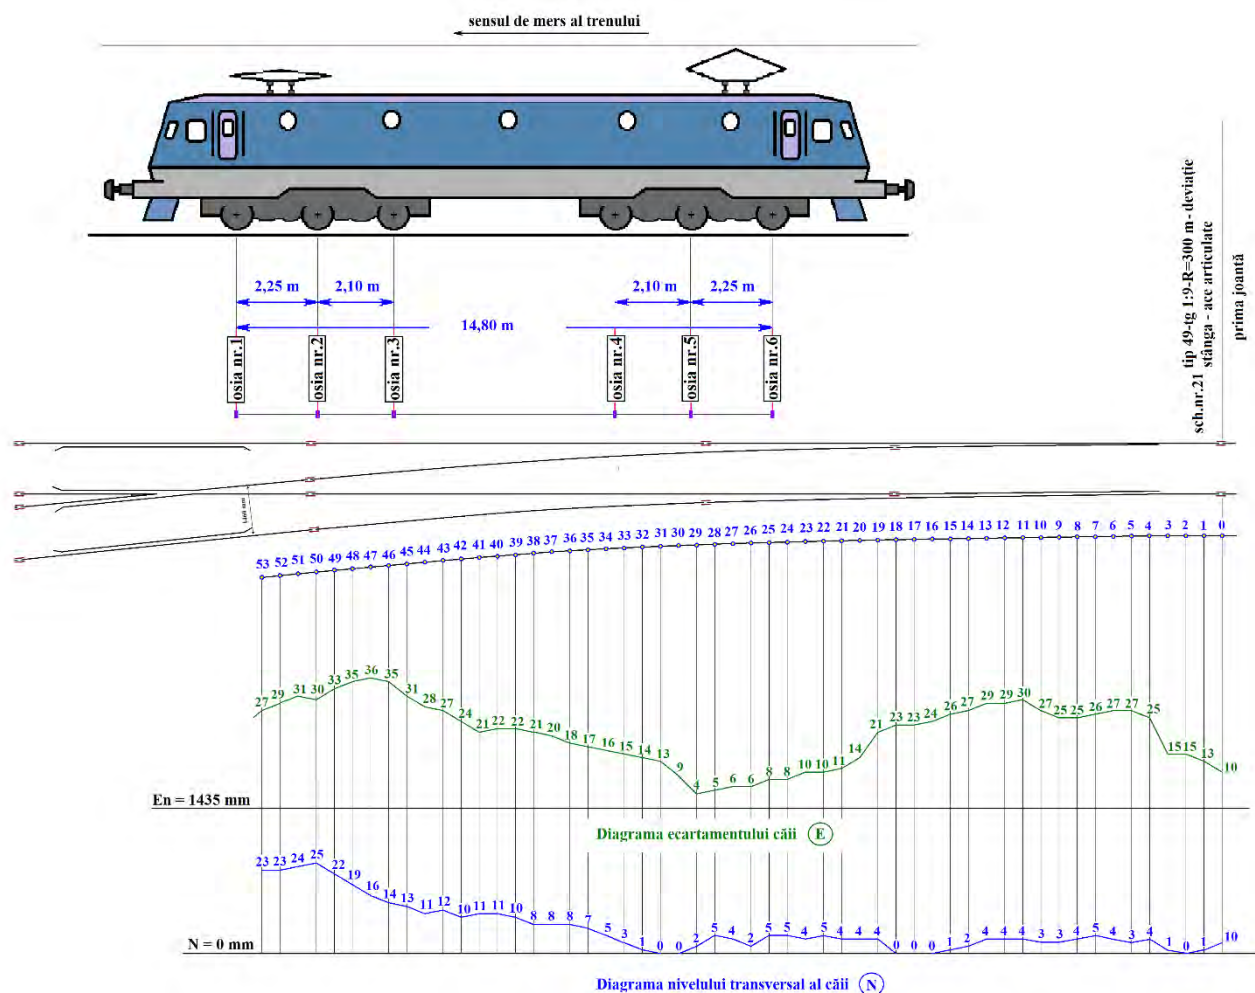 sensul de mers al trenului
2,25 m
2,10 m
2,10 m
2,25 m
14,80 m
osia nr.1
osia nr.2
osia nr.3
osia nr.4
osia nr.5
osia nr.6
sch.nr.21 tip 49-tg 1:9-R=300 m- deviație
stânga - ace articulate
prima joantă
53 52 51 50 49 48 47 46 45 44 43 42 41 40 39 38 37 36 35 34 33 32 31 30 29 28 27 26 25 24 23 22 21 20 19 18 17 16 15 14 13 12 11 10 9 8 7 6 5 4 3 2 1 0
27 29 31 30 33 35 36 35 31 28 27 24 21 22 22 21 20 18 17 16 15 14 13 9 4 5 6 6 8 8 10 10 11 14 21 23 23 24 26 27 29 29 30 27 25 25 26 27 27 25 15 15 13 10
En = 1435 mm
Diagrama ecartamentului căii E
23 23 24 25 22 19 16 14 13 11 12 10 11 11 10 8 8 8 7 5 3 1 0 0 2 5 4 2 5 5 4 5 4 4 4 0 0 0 1 2 4 4 4 3 3 4 5 4 3 4 1 0 1 10
N = 0 mm
Diagrama nivelului transversal al căii N